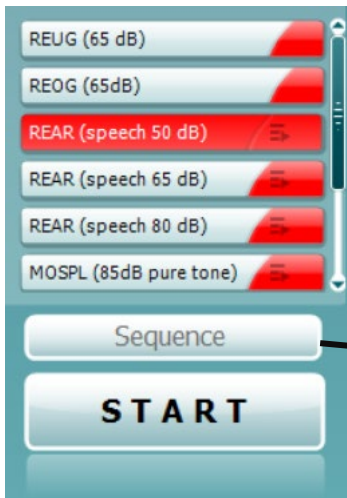 REUG (65 dB)
REOG (65dB)
REAR (speech 50 dB)
REAR (speech 65 dB)
REAR (speech 80 dB)
MOSPL (85dB pure tone)
Sequence
START